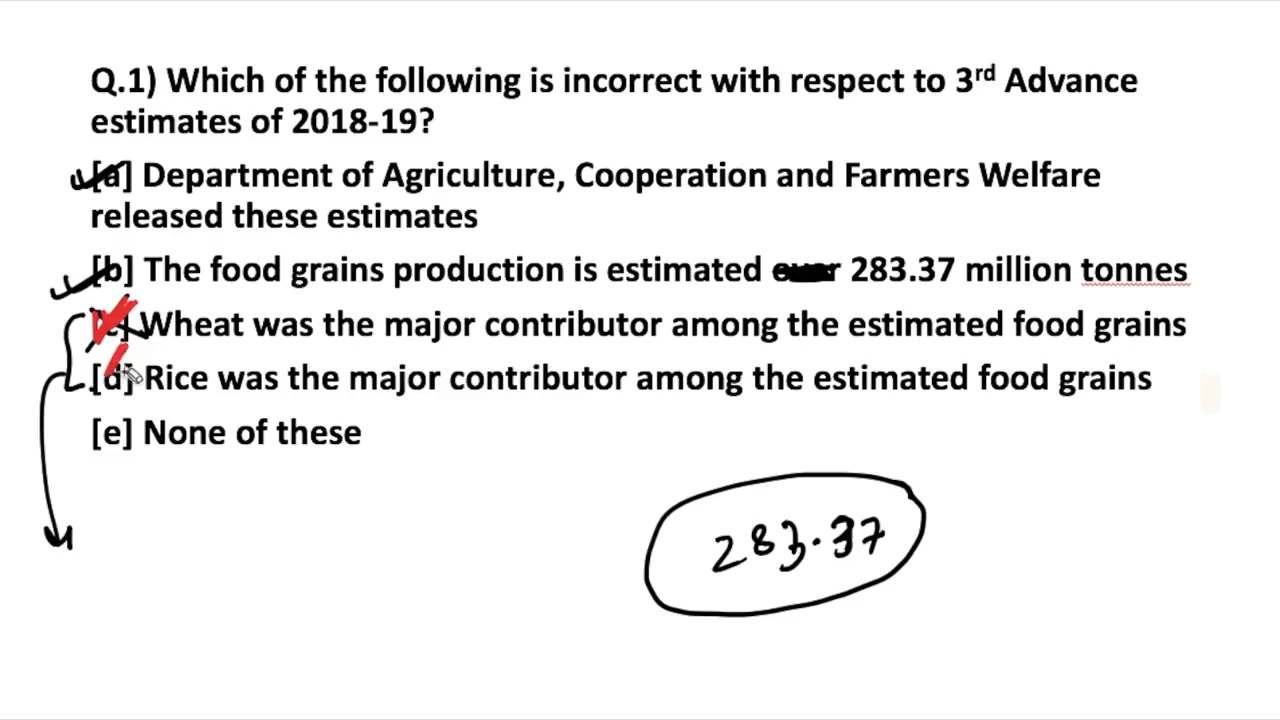 Q.1) Which of the following is incorrect with respect to 3rd Advance
estimates of 2018-19?
[a] Department of Agriculture, Cooperation and Farmers Welfare
released these estimates
[b] The food grains production is estimated 283.37 million tonnes
[c] Wheat was the major contributor among the estimated food grains
[d] Rice was the major contributor among the estimated food grains
[e] None of these
283.37